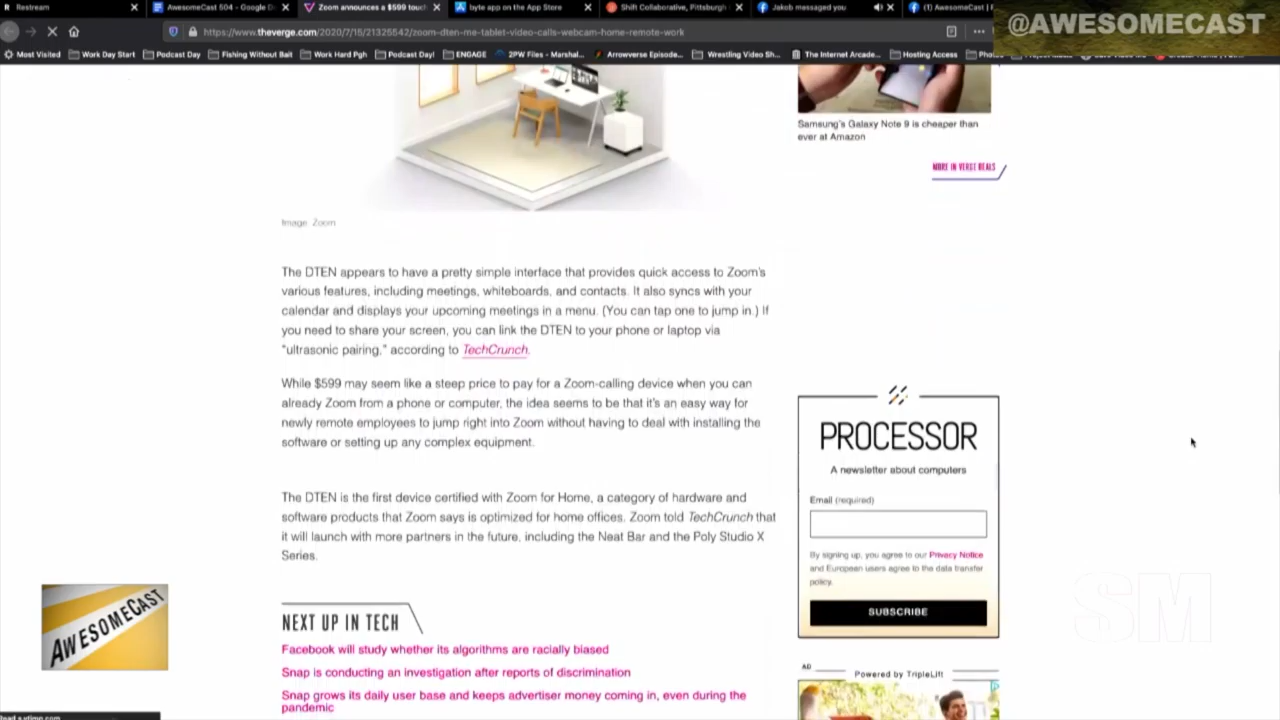 Restream
AwesomeCast 504 - Google D
Zoom announces a $599 touc
byte app on the App Store
Shift Collaborative, Pittsburgh
Jakob messaged you
(1) AwesomeCast |
@AWESOMECAST
https://www.theverge.com/2020/7/15/21325542/zoom-dten-me-tablet-video-calls-webcam-home-remote-work
Most Visited
Work Day Start
Podcast Day
Fishing Without Bait
Work Hard Pgh
Podcast Day!
ENGAGE
2PW Files - Marshal...
Arrowverse Episode...
Wrestling Video Sh...
The Internet Arcade...
Hosting Access
Samsung's Galaxy Note 9 is cheaper than
ever at Amazon
MORE IN VERGE DEALS
Image: Zoom
The DTEN appears to have a pretty simple interface that provides quick access to Zoom's
various features, including meetings, whiteboards, and contacts. It also syncs with your
calendar and displays your upcoming meetings in a menu. (You can tap one to jump in.) If
you need to share your screen, you can link the DTEN to your phone or laptop via
"ultrasonic pairing," according to TechCrunch.
While $599 may seem like a steep price to pay for a Zoom-calling device when you can
already Zoom from a phone or computer, the idea seems to be that it's an easy way for
newly remote employees to jump right into Zoom without having to deal with installing the
software or setting up any complex equipment.
The DTEN is the first device certified with Zoom for Home, a category of hardware and
software products that Zoom says is optimized for home offices. Zoom told TechCrunch that
it will launch with more partners in the future, including the Neat Bar and the Poly Studio X
Series.
PROCESSOR
A newsletter about computers
Email (required)
By signing up, you agree to our Privacy Notice
and European users agree to the data transfer
policy.
SUBSCRIBE
AWESOMECAST
SM
NEXT UP IN TECH
Facebook will study whether its algorithms are racially biased
Snap is conducting an investigation after reports of discrimination
Snap grows its daily user base and keeps advertiser money coming in, even during the
pandemic
AD
Powered by TripleLift